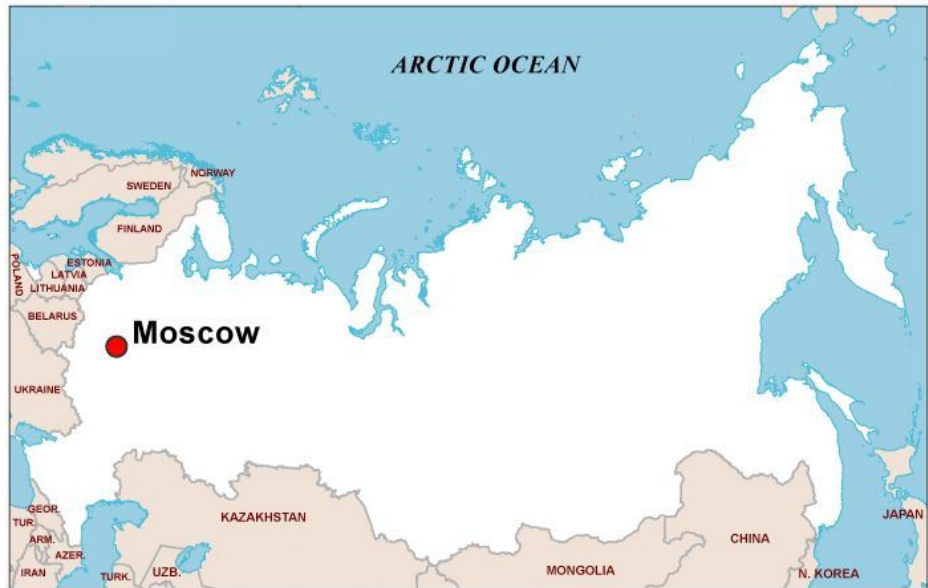 ARCTIC OCEAN
NORWAY
SWEDEN
FINLAND
ESTONIA
LATVIA
LITHUANIA
POLAND
BELARUS
Moscow
UKRAINE
GEOR.
TUR.
ARM.
AZER.
IRAN
TURK.
UZB.
KAZAKHSTAN
MONGOLIA
CHINA
N. KOREA
JAPAN